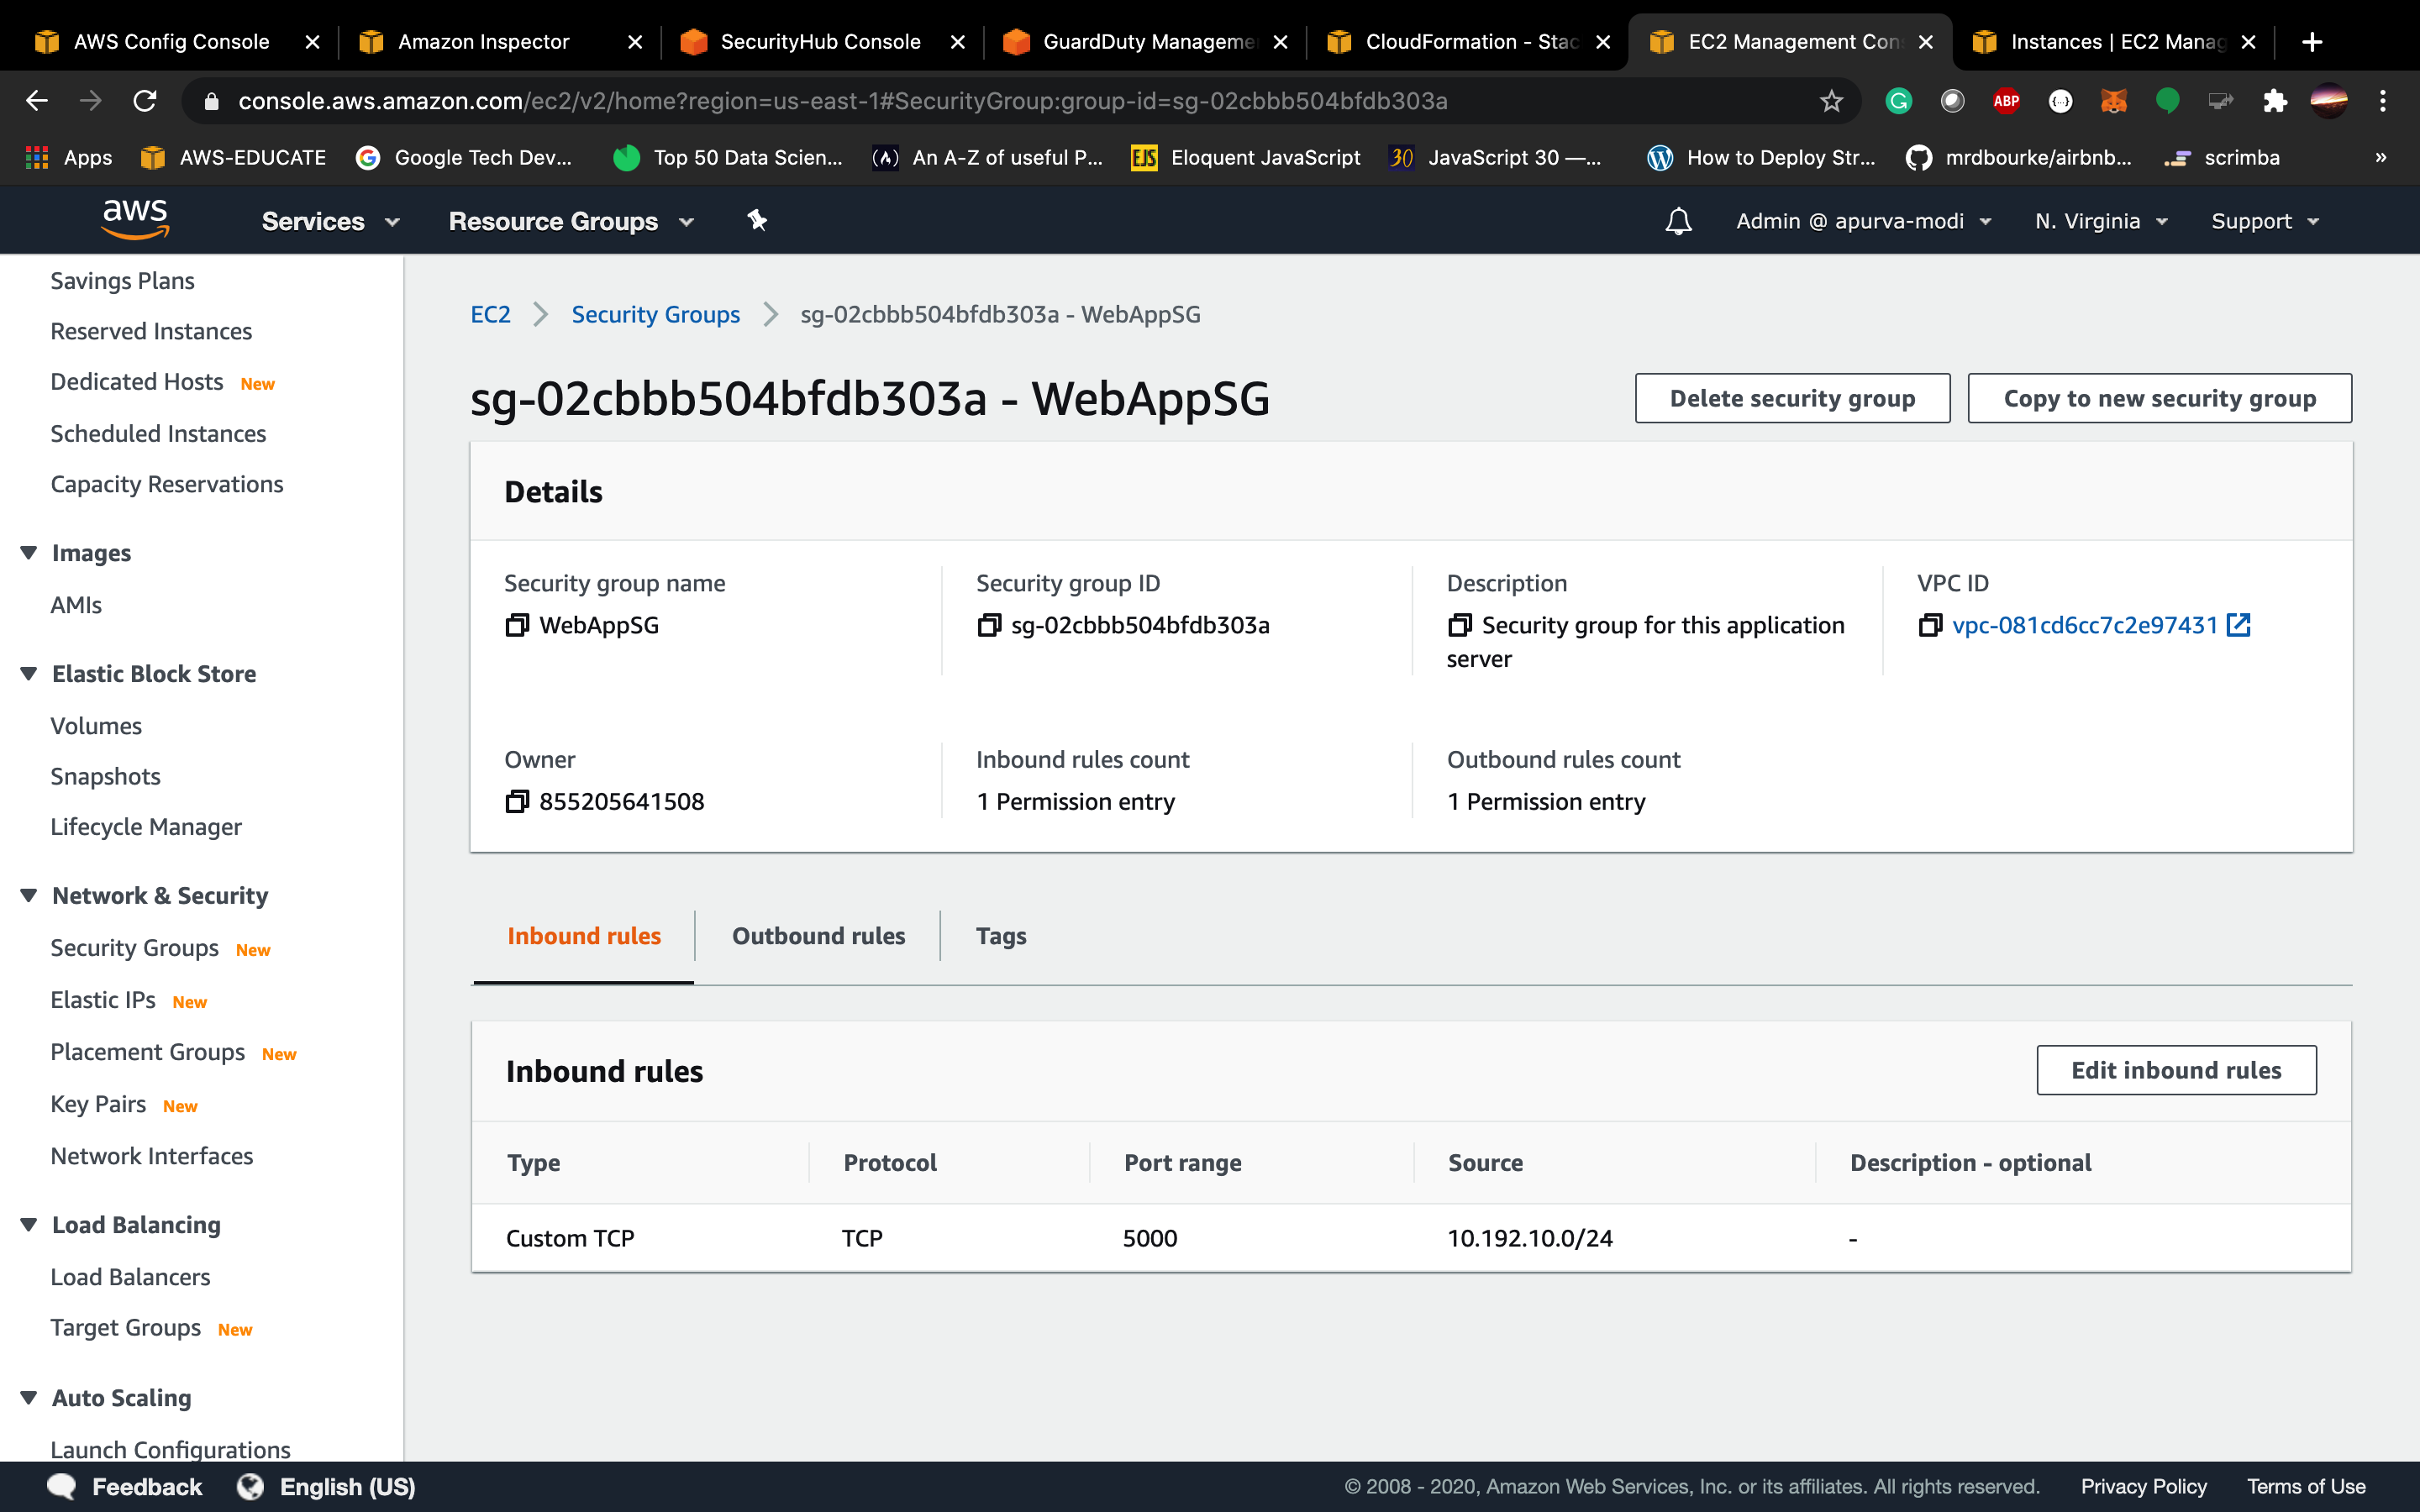 AWS Config Console
Amazon Inspector
SecurityHub Console
GuardDuty Manageme
CloudFormation - Stac
EC2 Management Con
Instances | EC2 Manag
console.aws.amazon.com/ec2/v2/home?region=us-east-1#SecurityGroup:group-id=sg-02cbbb504bfdb303a
ABP
Apps
AWS-EDUCATE
Google Tech Dev...
Top 50 Data Scien...
An A-Z of useful P...
EJS Eloquent JavaScript
30 JavaScript 30 —...
How to Deploy Str...
mrdbourke/airbnb...
scrimba
»
aws
Services
Resource Groups
Admin @ apurva-modi
N. Virginia
Support
Savings Plans
Reserved Instances
Dedicated Hosts New
Scheduled Instances
Capacity Reservations
Images
AMIs
Elastic Block Store
Volumes
Snapshots
Lifecycle Manager
Network & Security
Security Groups New
Elastic IPs New
Placement Groups New
Key Pairs New
Network Interfaces
Load Balancing
Load Balancers
Target Groups New
Auto Scaling
Launch Configurations
EC2 > Security Groups > sg-02cbbb504bfdb303a - WebAppSG
sg-02cbbb504bfdb303a - WebAppSG
Delete security group
Copy to new security group
Details
Security group name
WebAppSG
Security group ID
sg-02cbbb504bfdb303a
Description
Security group for this application
server
VPC ID
vpc-081cd6cc7c2e97431
Owner
855205641508
Inbound rules count
1 Permission entry
Outbound rules count
1 Permission entry
Inbound rules
Outbound rules
Tags
Inbound rules
Edit inbound rules
Type Protocol Port range Source Description - optional
Custom TCP TCP 5000 10.192.10.0/24 -
Feedback
English (US)
© 2008 - 2020, Amazon Web Services, Inc. or its affiliates. All rights reserved.
Privacy Policy
Terms of Use